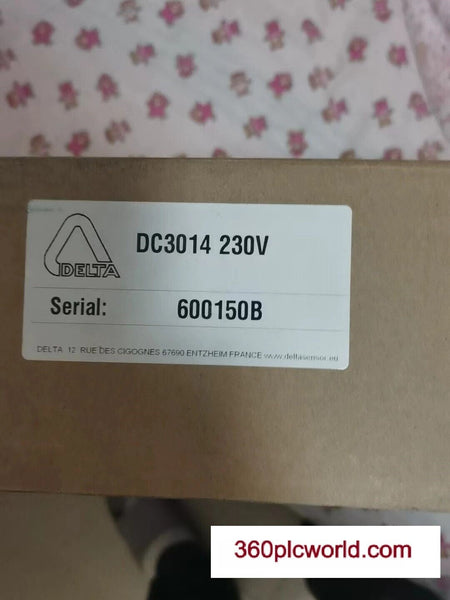 DC3014 230V
DELTA
Serial: 600150B
DELTA 12 RUE DES CIGOGNES 67690 ENTZHEIM FRANCE www.deltasensor.eu
360plcworld.com